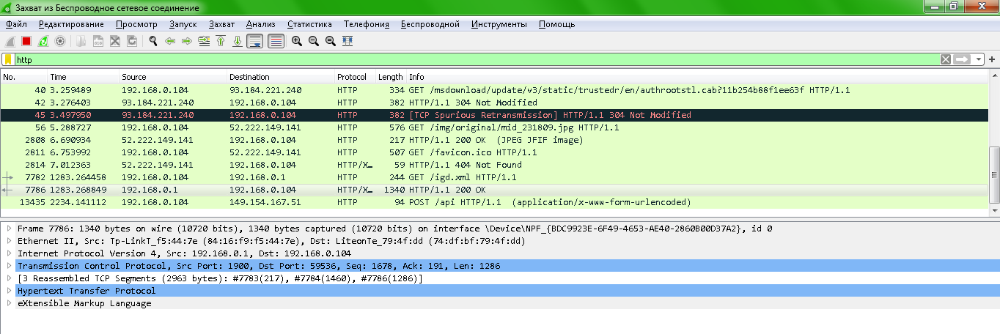 Захват из Беспроводное сетевое соединение
Файл Редактирование Просмотр Запуск Захват Анализ Статистика Телефония Беспроводной Инструменты Помощь
http
No. Time Source Destination Protocol Length Info
40 3.259489 192.168.0.104 93.184.221.240 HTTP 334 GET /msdownload/update/v3/static/trustedr/en/authrootstl.cab?11b254b88f1ee63f HTTP/1.1
42 3.276403 93.184.221.240 192.168.0.104 HTTP 382 HTTP/1.1 304 Not Modified
45 3.497950 93.184.221.240 192.168.0.104 HTTP 382 [TCP Spurious Retransmission] HTTP/1.1 304 Not Modified
56 5.288727 192.168.0.104 52.222.149.141 HTTP 576 GET /img/original/mid_231809.jpg HTTP/1.1
2808 6.690934 52.222.149.141 192.168.0.104 HTTP 217 HTTP/1.1 200 OK (JPEG JFIF image)
2811 6.753992 192.168.0.104 52.222.149.141 HTTP 507 GET /favicon.ico HTTP/1.1
2814 7.012363 52.222.149.141 192.168.0.104 HTTP/X… 59 HTTP/1.1 404 Not Found
7782 1283.264458 192.168.0.104 192.168.0.1 HTTP 244 GET /igd.xml HTTP/1.1
7786 1283.268849 192.168.0.1 192.168.0.104 HTTP/X… 1340 HTTP/1.1 200 OK
13435 2234.141112 192.168.0.104 149.154.167.51 HTTP 94 POST /api HTTP/1.1 (application/x-www-form-urlencoded)
Frame 7786: 1340 bytes on wire (10720 bits), 1340 bytes captured (10720 bits) on interface \Device\NPF_{BDC9923E-6F49-4653-AE40-2860B00D37A2}, id 0
Ethernet II, Src: Tp-LinkT_f5:44:7e (84:16:f9:f5:44:7e), Dst: LiteonTe_79:4f:dd (74:df:bf:79:4f:dd)
Internet Protocol Version 4, Src: 192.168.0.1, Dst: 192.168.0.104
Transmission Control Protocol, Src Port: 1900, Dst Port: 59536, Seq: 1678, Ack: 191, Len: 1286
[3 Reassembled TCP Segments (2963 bytes): #7783(217), #7784(1460), #7786(1286)]
Hypertext Transfer Protocol
eXtensible Markup Language